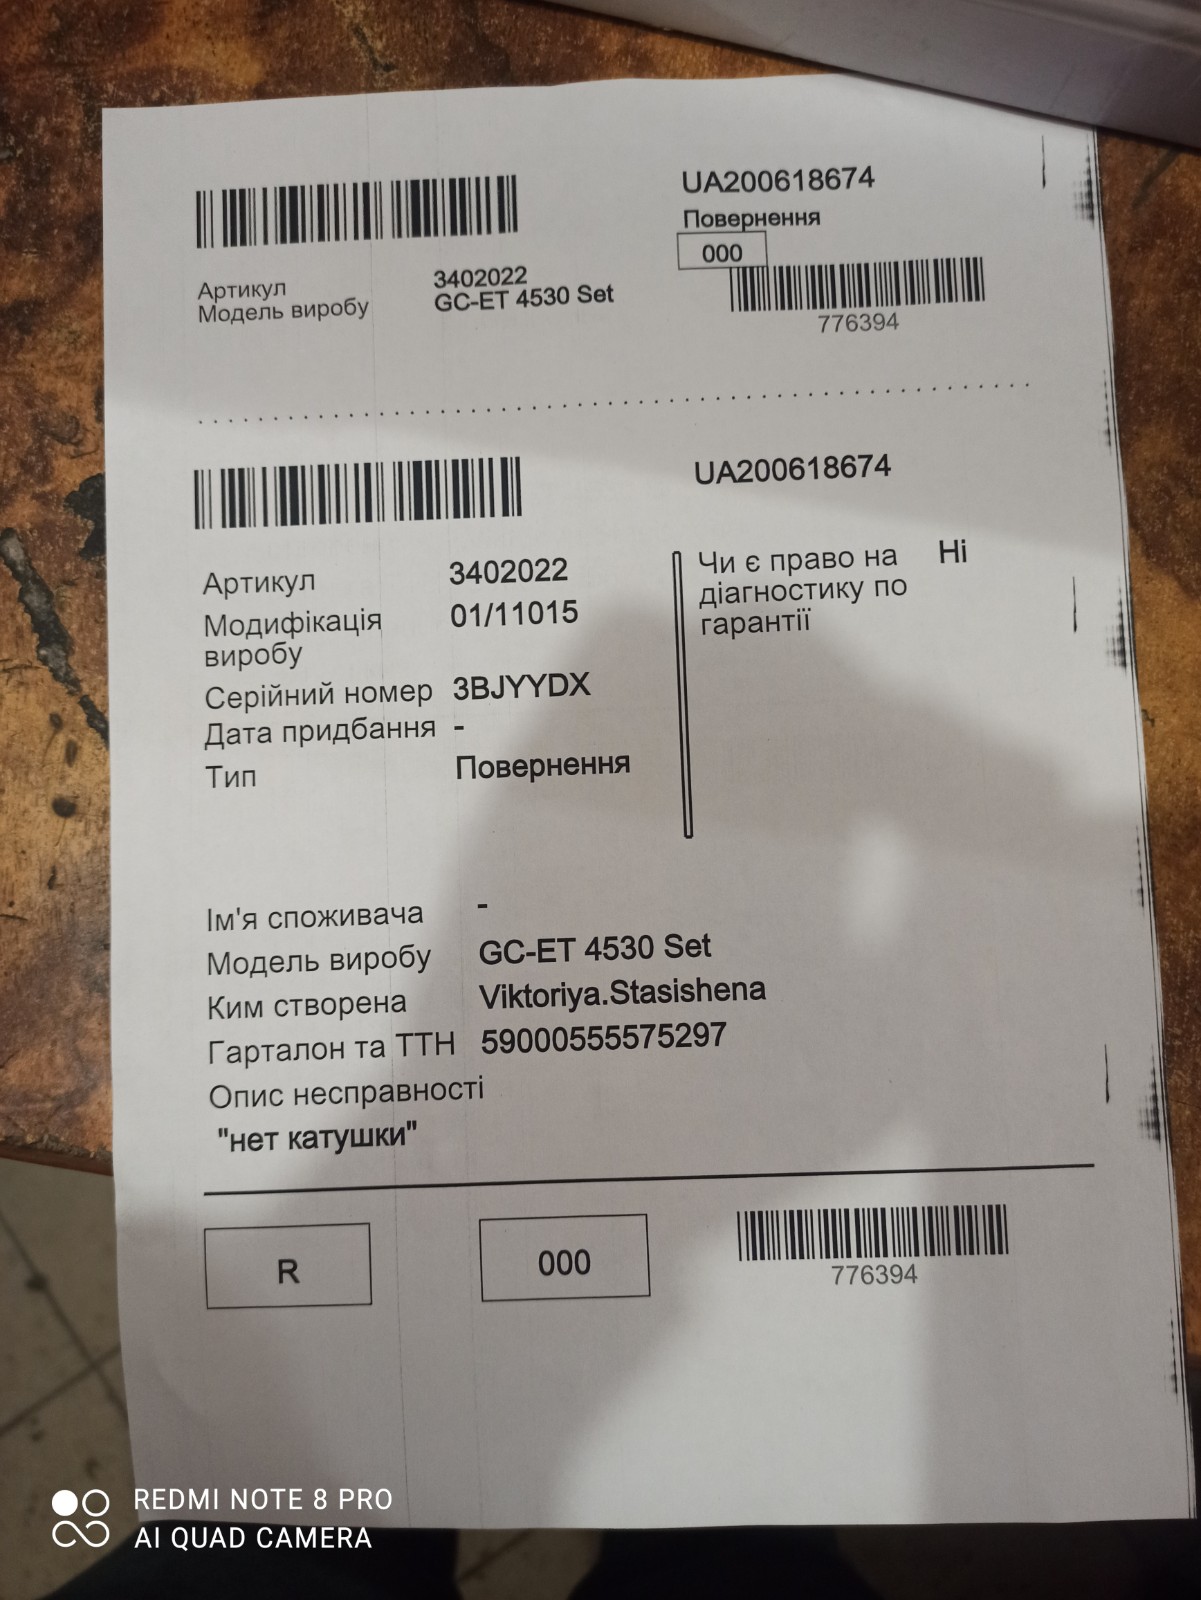 UA200618674
Повернення
000
Артикул 3402022
Модель виробу GC-ET 4530 Set
776394
UA200618674
Артикул 3402022
Модифікація виробу 01/11015
Серійний номер 3BJYYDX
Дата придбання -
Тип Повернення
Чи є право на Ні
діагностику по
гарантії
Ім'я споживача -
Модель виробу GC-ET 4530 Set
Ким створена Viktoriya.Stasishena
Гарталон та ТТН 59000555575297
Опис несправності
"нет катушки"
R
000
776394
REDMI NOTE 8 PRO
AI QUAD CAMERA